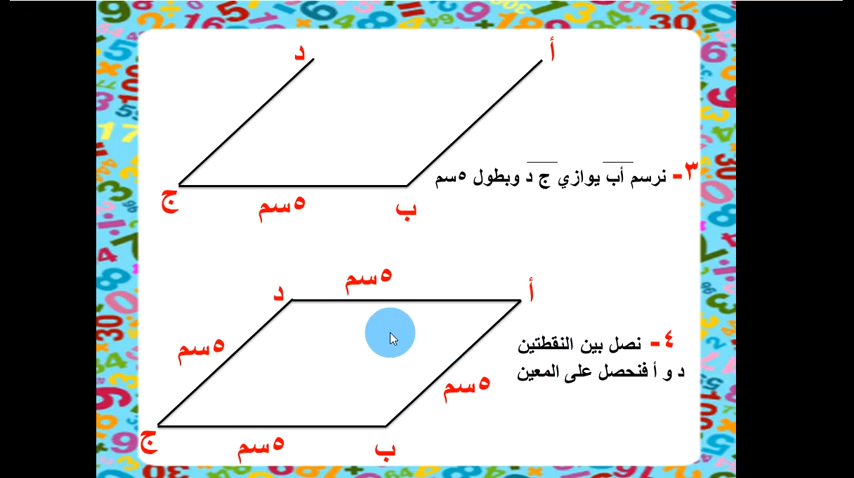 د
أ
٣- نرسم أب يوازي ج د وبطول ٥سم
ج
٥سم
ب
٥سم
د
أ
٤- نصل بين النقطتين
د و أ فنحصل على المعين
٥سم
٥سم
ج
٥سم
ب